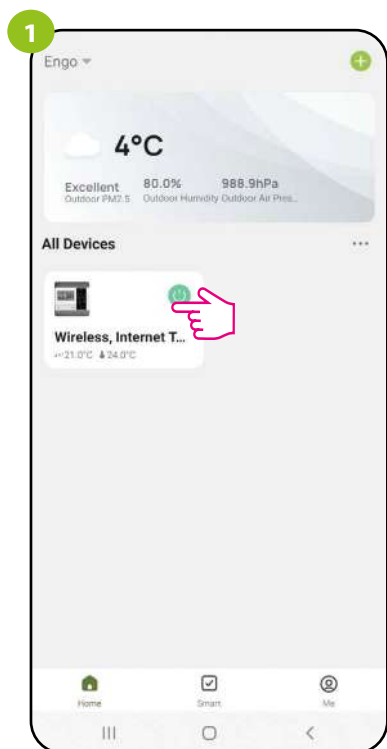 1
Engo
4°C
Excellent 80.0% 988.9hPa
Outdoor PM2.5 Outdoor Humidity Outdoor Air Pres...
All Devices
Wireless, Internet T...
21.0°C 24.0°C
Home Smart Me